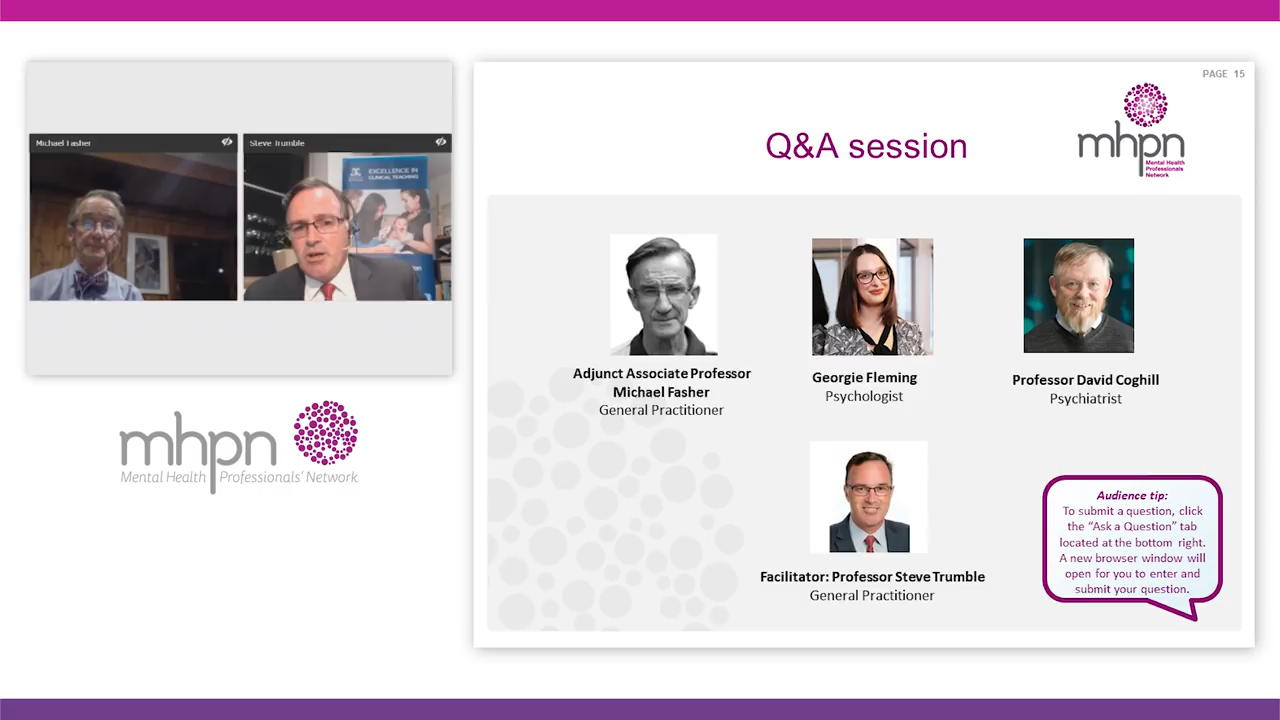 Michael Fasher
Steve Trumble
EXCELLENCE IN
CLINICAL TEACHING
mhpn
Mental Health Professionals' Network
PAGE 15
Q&A session
mhpn
Mental Health
Professionals
Network
Adjunct Associate Professor
Michael Fasher
General Practitioner
Georgie Fleming
Psychologist
Professor David Coghill
Psychiatrist
Facilitator: Professor Steve Trumble
General Practitioner
Audience tip:
To submit a question, click
the “Ask a Question” tab
located at the bottom right.
A new browser window will
open for you to enter and
submit your question.